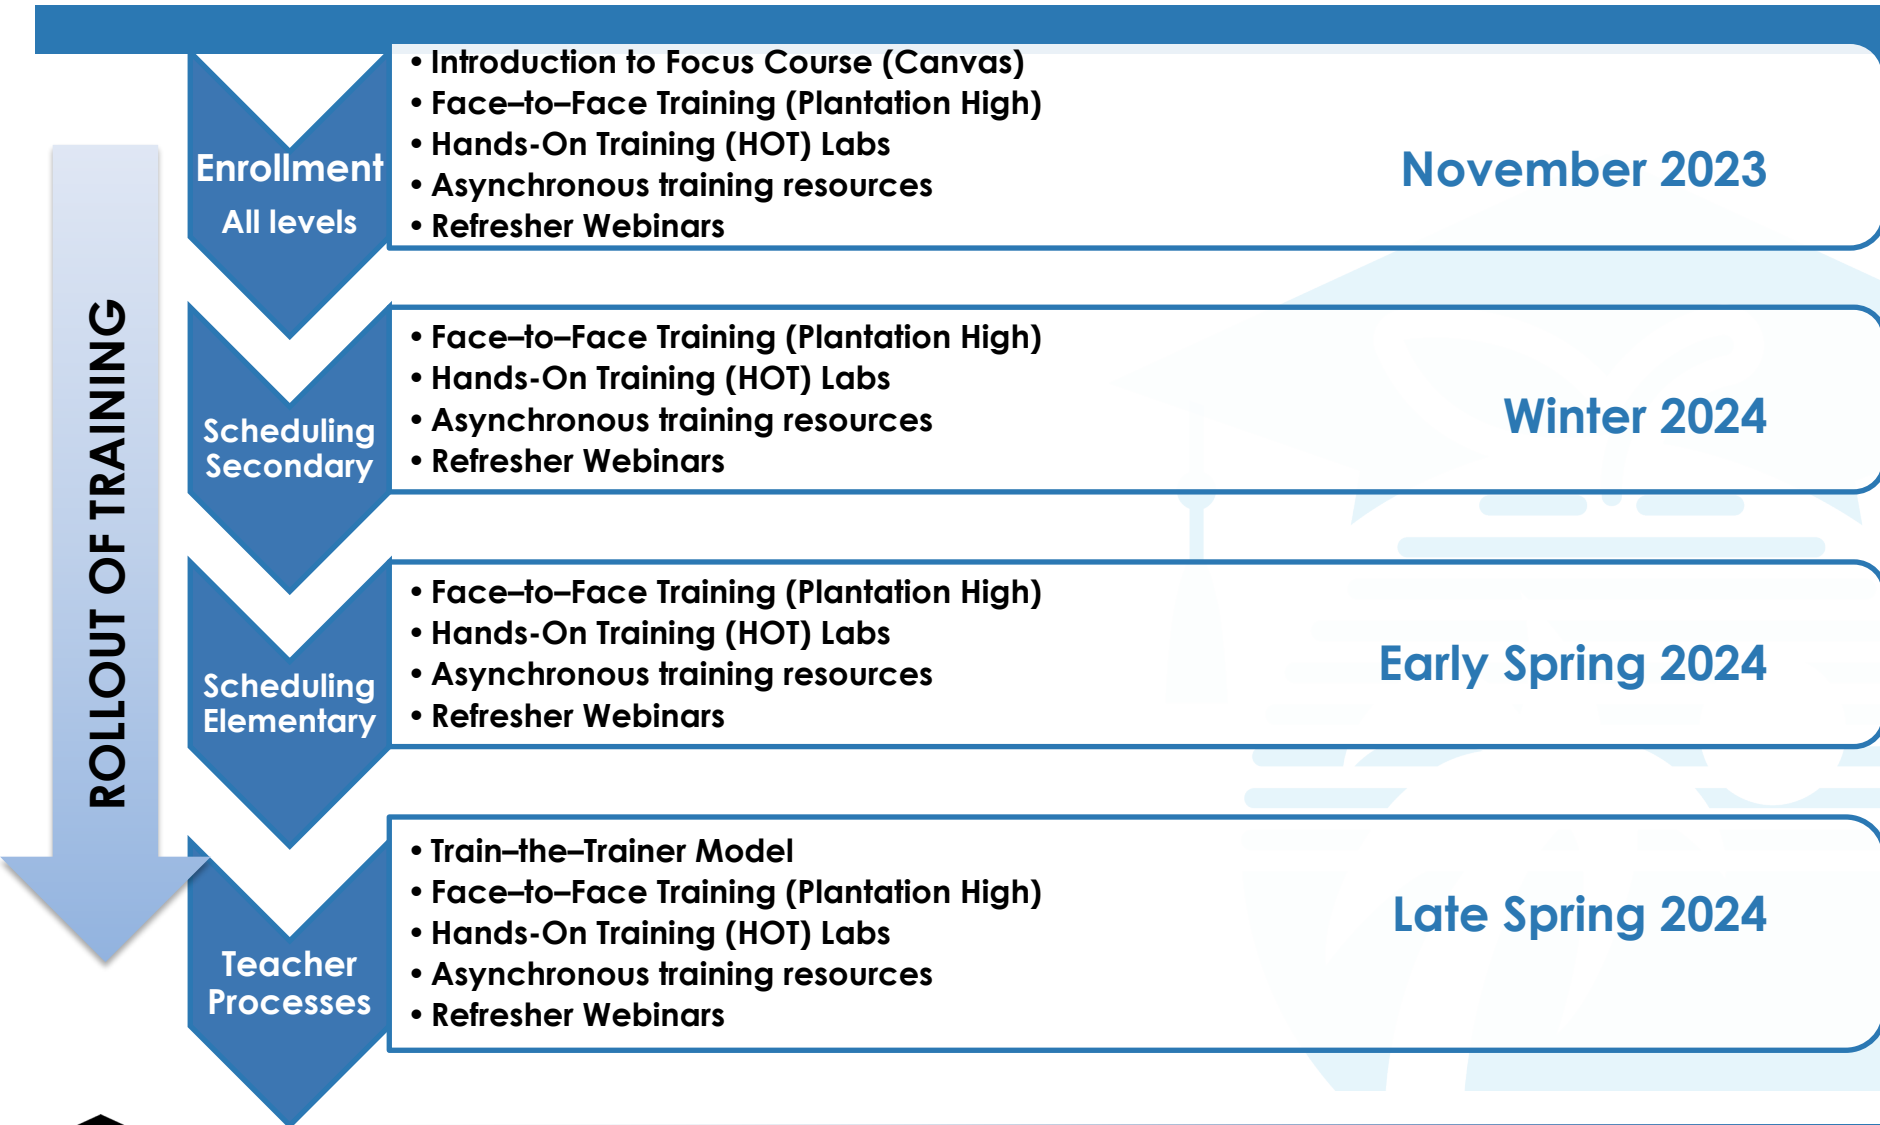 ROLLOUT OF TRAINING
Enrollment
All levels
• Introduction to Focus Course (Canvas)
• Face–to–Face Training (Plantation High)
• Hands-On Training (HOT) Labs
• Asynchronous training resources
• Refresher Webinars
November 2023
Scheduling
Secondary
• Face–to–Face Training (Plantation High)
• Hands-On Training (HOT) Labs
• Asynchronous training resources
• Refresher Webinars
Winter 2024
Scheduling
Elementary
• Face–to–Face Training (Plantation High)
• Hands-On Training (HOT) Labs
• Asynchronous training resources
• Refresher Webinars
Early Spring 2024
Teacher
Processes
• Train–the–Trainer Model
• Face–to–Face Training (Plantation High)
• Hands-On Training (HOT) Labs
• Asynchronous training resources
• Refresher Webinars
Late Spring 2024